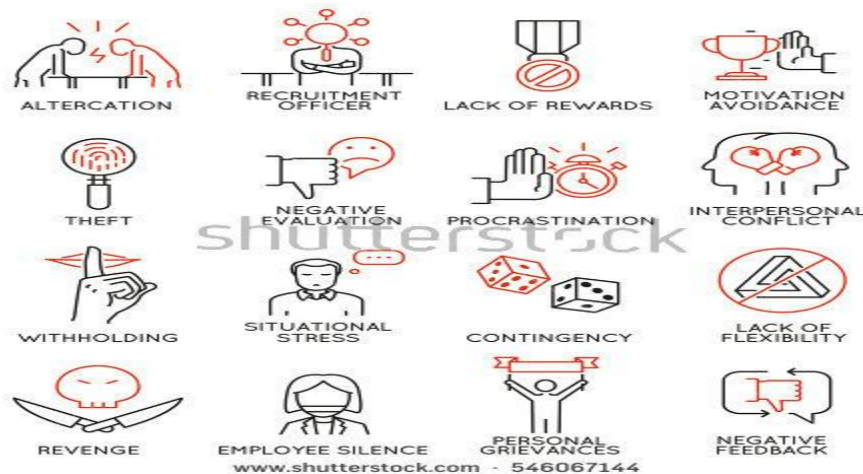 ALTERCATION
RECRUITMENT
OFFICER
LACK OF REWARDS
MOTIVATION
AVOIDANCE
THEFT
NEGATIVE
EVALUATION
PROCRASTINATION
INTERPERSONAL
CONFLICT
shutterstock
WITHHOLDING
SITUATIONAL
STRESS
CONTINGENCY
LACK OF
FLEXIBILITY
REVENGE
EMPLOYEE SILENCE
PERSONAL
GRIEVANCES
NEGATIVE
FEEDBACK
www.shutterstock.com · 546067144